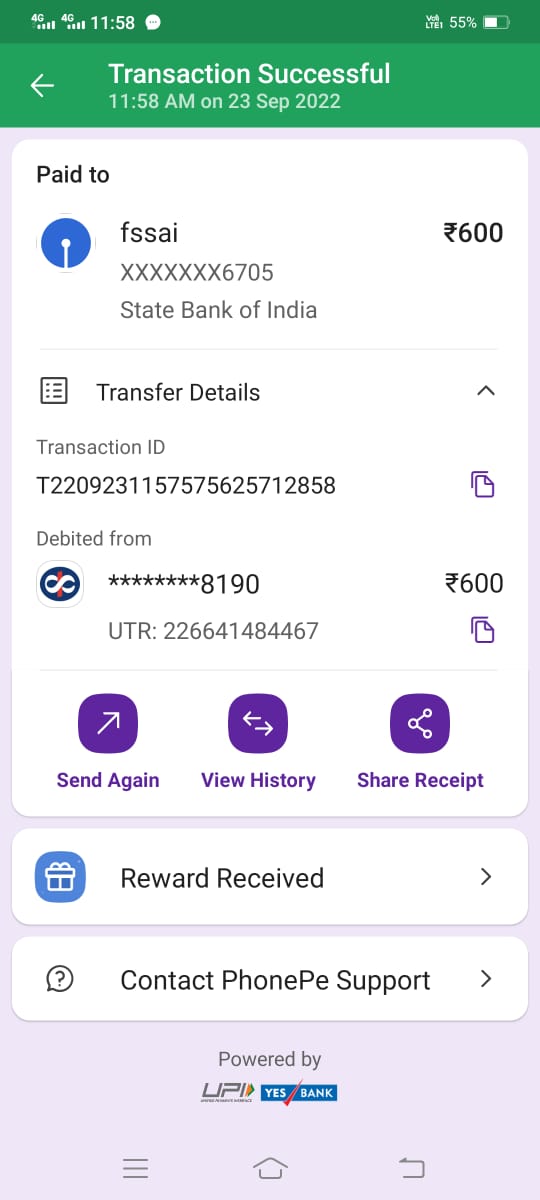 4G 4G 11:58 Vo) LTE1 55%
Transaction Successful
11:58 AM on 23 Sep 2022
Paid to
fssai ₹600
XXXXXXX6705
State Bank of India
Transfer Details
Transaction ID
T2209231157575625712858
Debited from
********8190 ₹600
UTR: 226641484467
Send Again View History Share Receipt
Reward Received
Contact PhonePe Support
Powered by
UPI YES BANK